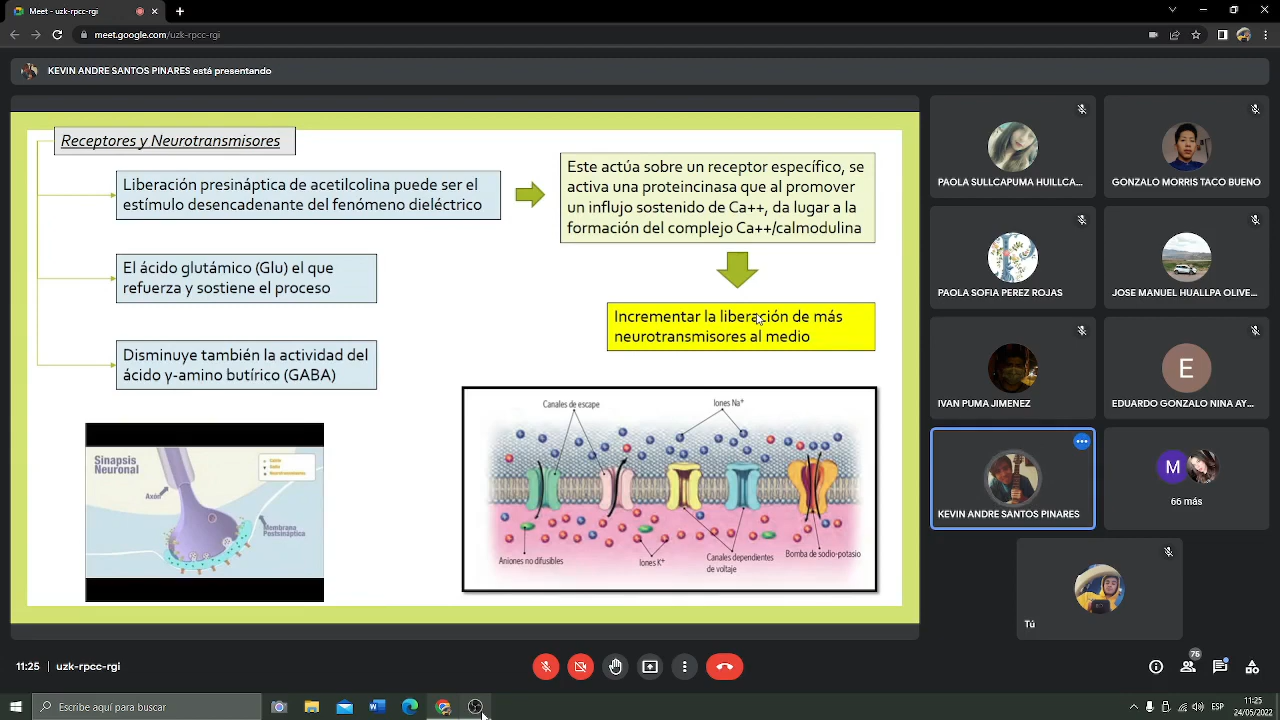 Meet - uzk-rpcc-rgi
meet.google.com/uzk-rpcc-rgi
KEVIN ANDRE SANTOS PINARES está presentando
Receptores y Neurotransmisores
Liberación presináptica de acetilcolina puede ser el
estímulo desencadenante del fenómeno dieléctrico
Este actúa sobre un receptor específico, se
activa una proteincinasa que al promover
un influjo sostenido de Ca++, da lugar a la
formación del complejo Ca++/calmodulina
El ácido glutámico (Glu) el que
refuerza y sostiene el proceso
Incrementar la liberación de más
neurotransmisores al medio
Disminuye también la actividad del
ácido γ-amino butírico (GABA)
Sinapsis
Neuronal
Axón
Membrana
Postsináptica
Canales de escape
Iones Na+
Aniones no difusibles
Iones K+
Canales dependientes
de voltaje
Bomba de sodio-potasio
PAOLA SULLCAPUMA HUILLCA...
GONZALO MORRIS TACO BUENO
PAOLA SOFIA PEREZ ROJAS
JOSE MANUEL HUALLPA OLIVE...
IVAN PUMA JIMENEZ
E
EDUARDO GONZALO NINA AY...
KEVIN ANDRE SANTOS PINARES
M
66 más
Tú
11:25 | uzk-rpcc-rgi
76
Escribe aquí para buscar
ESP
11:25
24/05/2022